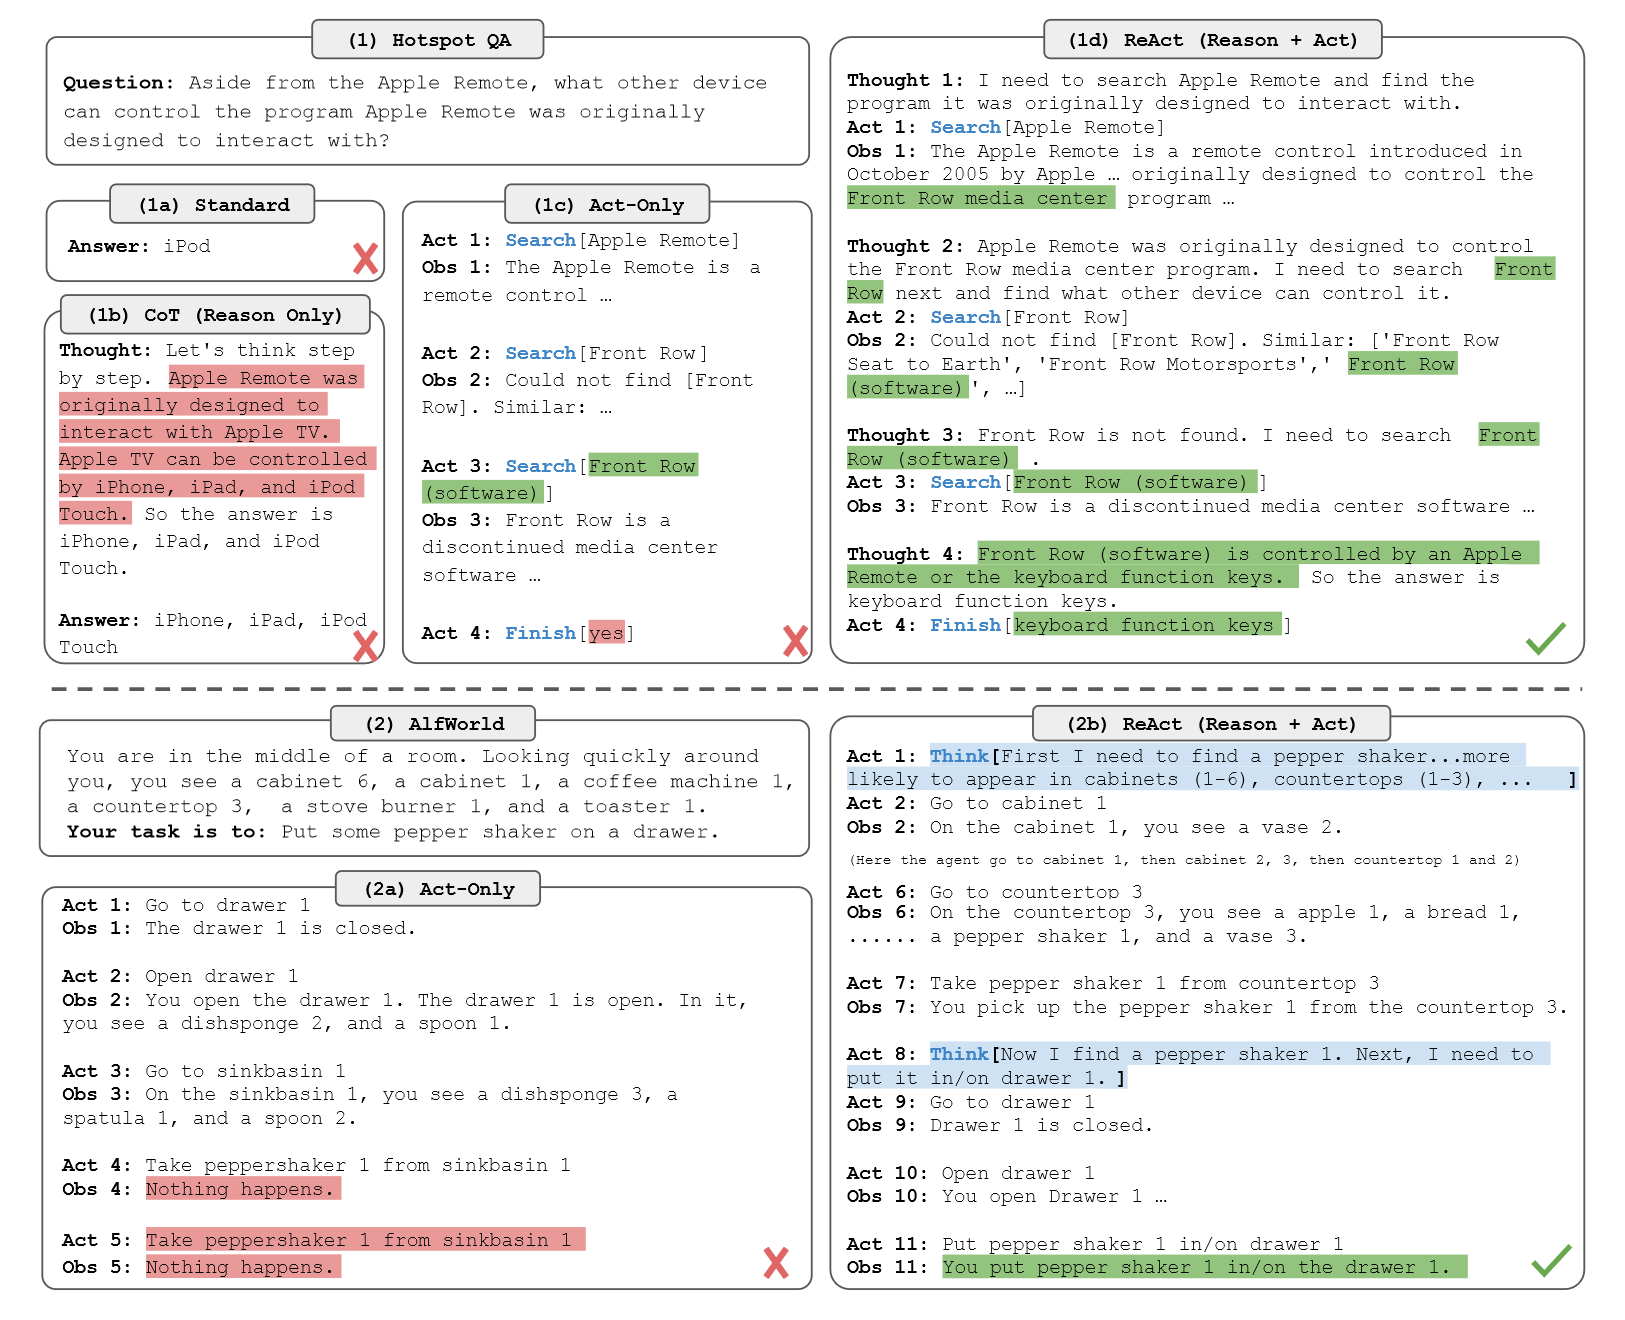 (1) Hotspot QA
Question: Aside from the Apple Remote, what other device
can control the program Apple Remote was originally
designed to interact with?
(1a) Standard
Answer: iPod
(1b) CoT (Reason Only)
Thought: Let's think step
by step. Apple Remote was
originally designed to
interact with Apple TV.
Apple TV can be controlled
by iPhone, iPad, and iPod
Touch. So the answer is
iPhone, iPad, and iPod
Touch.
Answer: iPhone, iPad, iPod
Touch
(1c) Act-Only
Act 1: Search[Apple Remote]
Obs 1: The Apple Remote is a
remote control …
Act 2: Search[Front Row]
Obs 2: Could not find [Front
Row]. Similar: …
Act 3: Search[Front Row
(software)]
Obs 3: Front Row is a
discontinued media center
software …
Act 4: Finish[yes]
(1d) ReAct (Reason + Act)
Thought 1: I need to search Apple Remote and find the
program it was originally designed to interact with.
Act 1: Search[Apple Remote]
Obs 1: The Apple Remote is a remote control introduced in
October 2005 by Apple … originally designed to control the
Front Row media center program …
Thought 2: Apple Remote was originally designed to control
the Front Row media center program. I need to search Front
Row next and find what other device can control it.
Act 2: Search[Front Row]
Obs 2: Could not find [Front Row]. Similar: ['Front Row
Seat to Earth', 'Front Row Motorsports',' Front Row
(software)', …]
Thought 3: Front Row is not found. I need to search Front
Row (software) .
Act 3: Search[Front Row (software)]
Obs 3: Front Row is a discontinued media center software …
Thought 4: Front Row (software) is controlled by an Apple
Remote or the keyboard function keys. So the answer is
keyboard function keys.
Act 4: Finish[keyboard function keys]
(2) AlfWorld
You are in the middle of a room. Looking quickly around
you, you see a cabinet 6, a cabinet 1, a coffee machine 1,
a countertop 3, a stove burner 1, and a toaster 1.
Your task is to: Put some pepper shaker on a drawer.
(2a) Act-Only
Act 1: Go to drawer 1
Obs 1: The drawer 1 is closed.
Act 2: Open drawer 1
Obs 2: You open the drawer 1. The drawer 1 is open. In it,
you see a dishsponge 2, and a spoon 1.
Act 3: Go to sinkbasin 1
Obs 3: On the sinkbasin 1, you see a dishsponge 3, a
spatula 1, and a spoon 2.
Act 4: Take peppershaker 1 from sinkbasin 1
Obs 4: Nothing happens.
Act 5: Take peppershaker 1 from sinkbasin 1
Obs 5: Nothing happens.
(2b) ReAct (Reason + Act)
Act 1: Think[First I need to find a pepper shaker...more
likely to appear in cabinets (1-6), countertops (1-3), ... ]
Act 2: Go to cabinet 1
Obs 2: On the cabinet 1, you see a vase 2.
(Here the agent go to cabinet 1, then cabinet 2, 3, then countertop 1 and 2)
Act 6: Go to countertop 3
Obs 6: On the countertop 3, you see a apple 1, a bread 1,
...... a pepper shaker 1, and a vase 3.
Act 7: Take pepper shaker 1 from countertop 3
Obs 7: You pick up the pepper shaker 1 from the countertop 3.
Act 8: Think[Now I find a pepper shaker 1. Next, I need to
put it in/on drawer 1. ]
Act 9: Go to drawer 1
Obs 9: Drawer 1 is closed.
Act 10: Open drawer 1
Obs 10: You open Drawer 1 …
Act 11: Put pepper shaker 1 in/on drawer 1
Obs 11: You put pepper shaker 1 in/on the drawer 1.